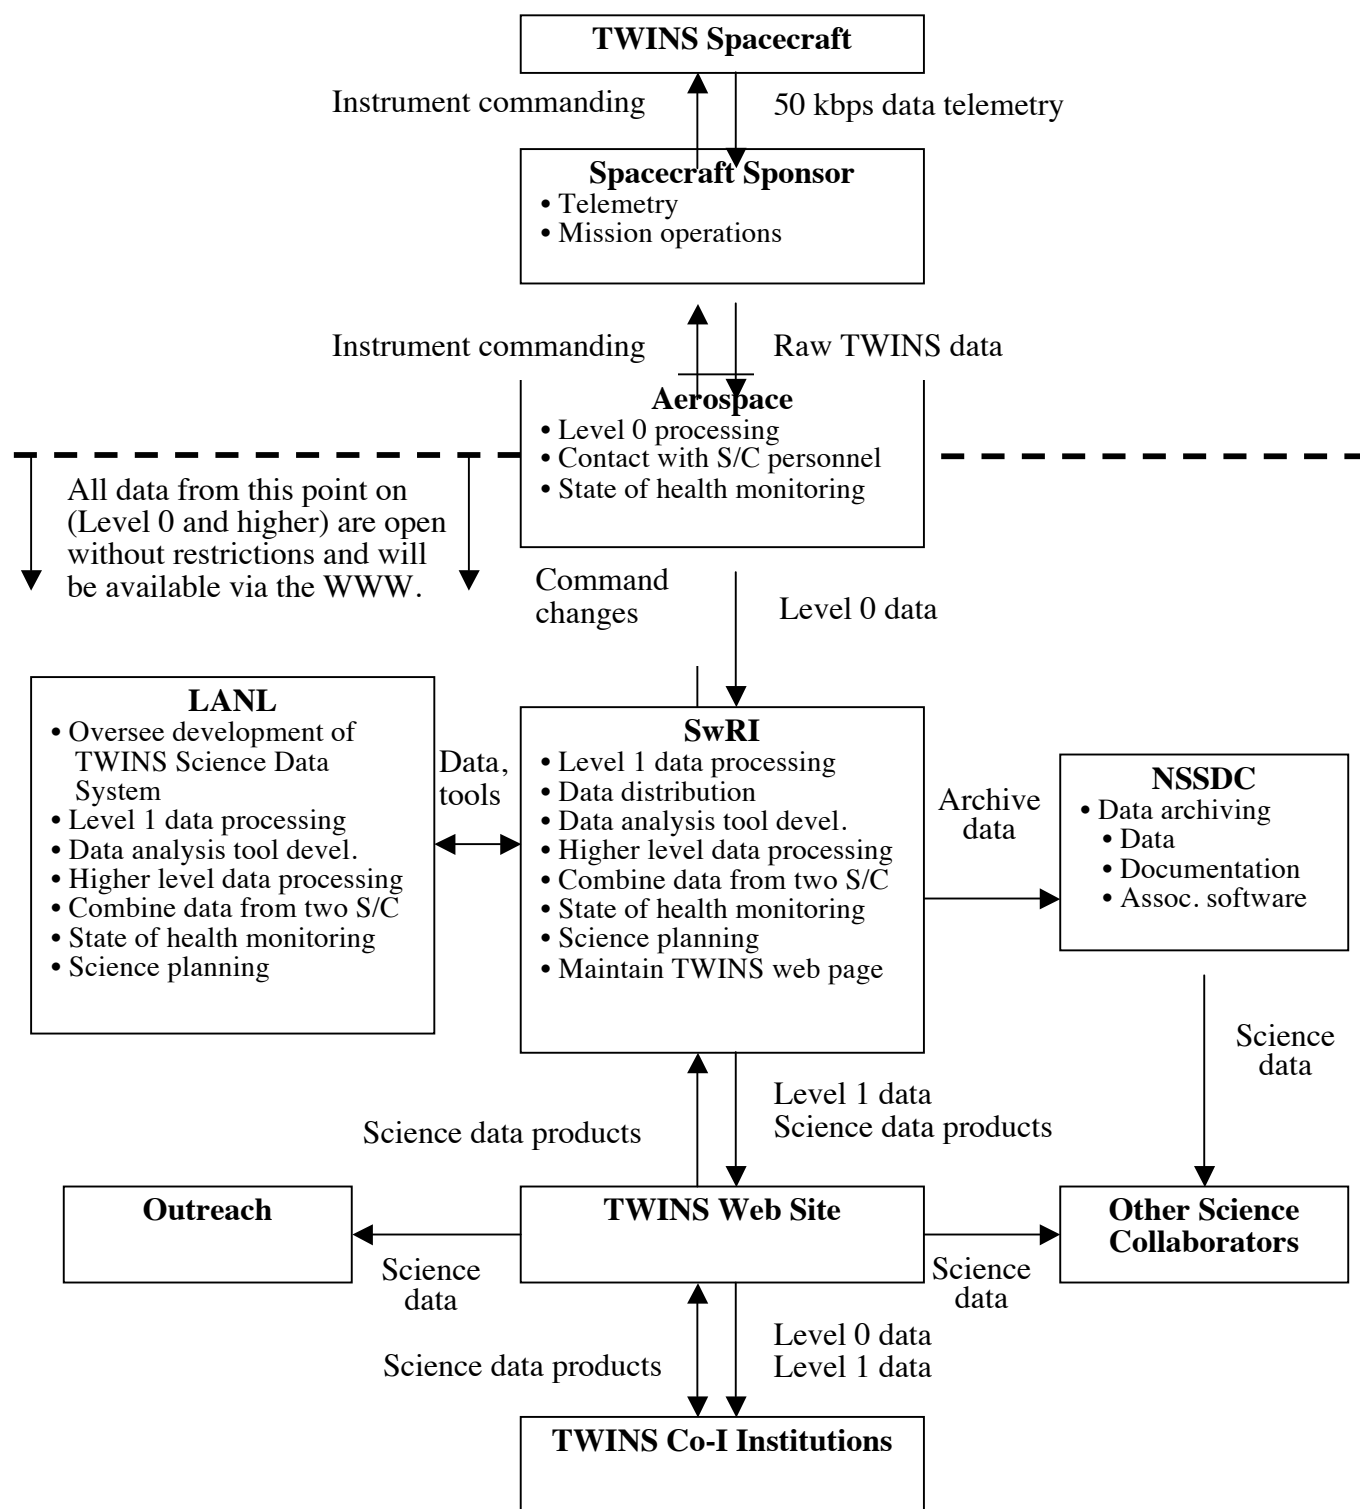 TWINS Spacecraft
Instrument commanding
50 kbps data telemetry
Spacecraft Sponsor
• Telemetry
• Mission operations
Instrument commanding
Raw TWINS data
Aerospace
• Level 0 processing
• Contact with S/C personnel
• State of health monitoring
All data from this point on
(Level 0 and higher) are open
without restrictions and will
be available via the WWW.
Command
changes
Level 0 data
LANL
• Oversee development of
TWINS Science Data
System
• Level 1 data processing
• Data analysis tool devel.
• Higher level data processing
• Combine data from two S/C
• State of health monitoring
• Science planning
Data,
tools
SwRI
• Level 1 data processing
• Data distribution
• Data analysis tool devel.
• Higher level data processing
• Combine data from two S/C
• State of health monitoring
• Science planning
• Maintain TWINS web page
Archive
data
NSSDC
• Data archiving
• Data
• Documentation
• Assoc. software
Science
data
Science data products
Level 1 data
Science data products
Outreach
TWINS Web Site
Other Science
Collaborators
Science
data
Science
data
Science data products
Level 0 data
Level 1 data
TWINS Co-I Institutions